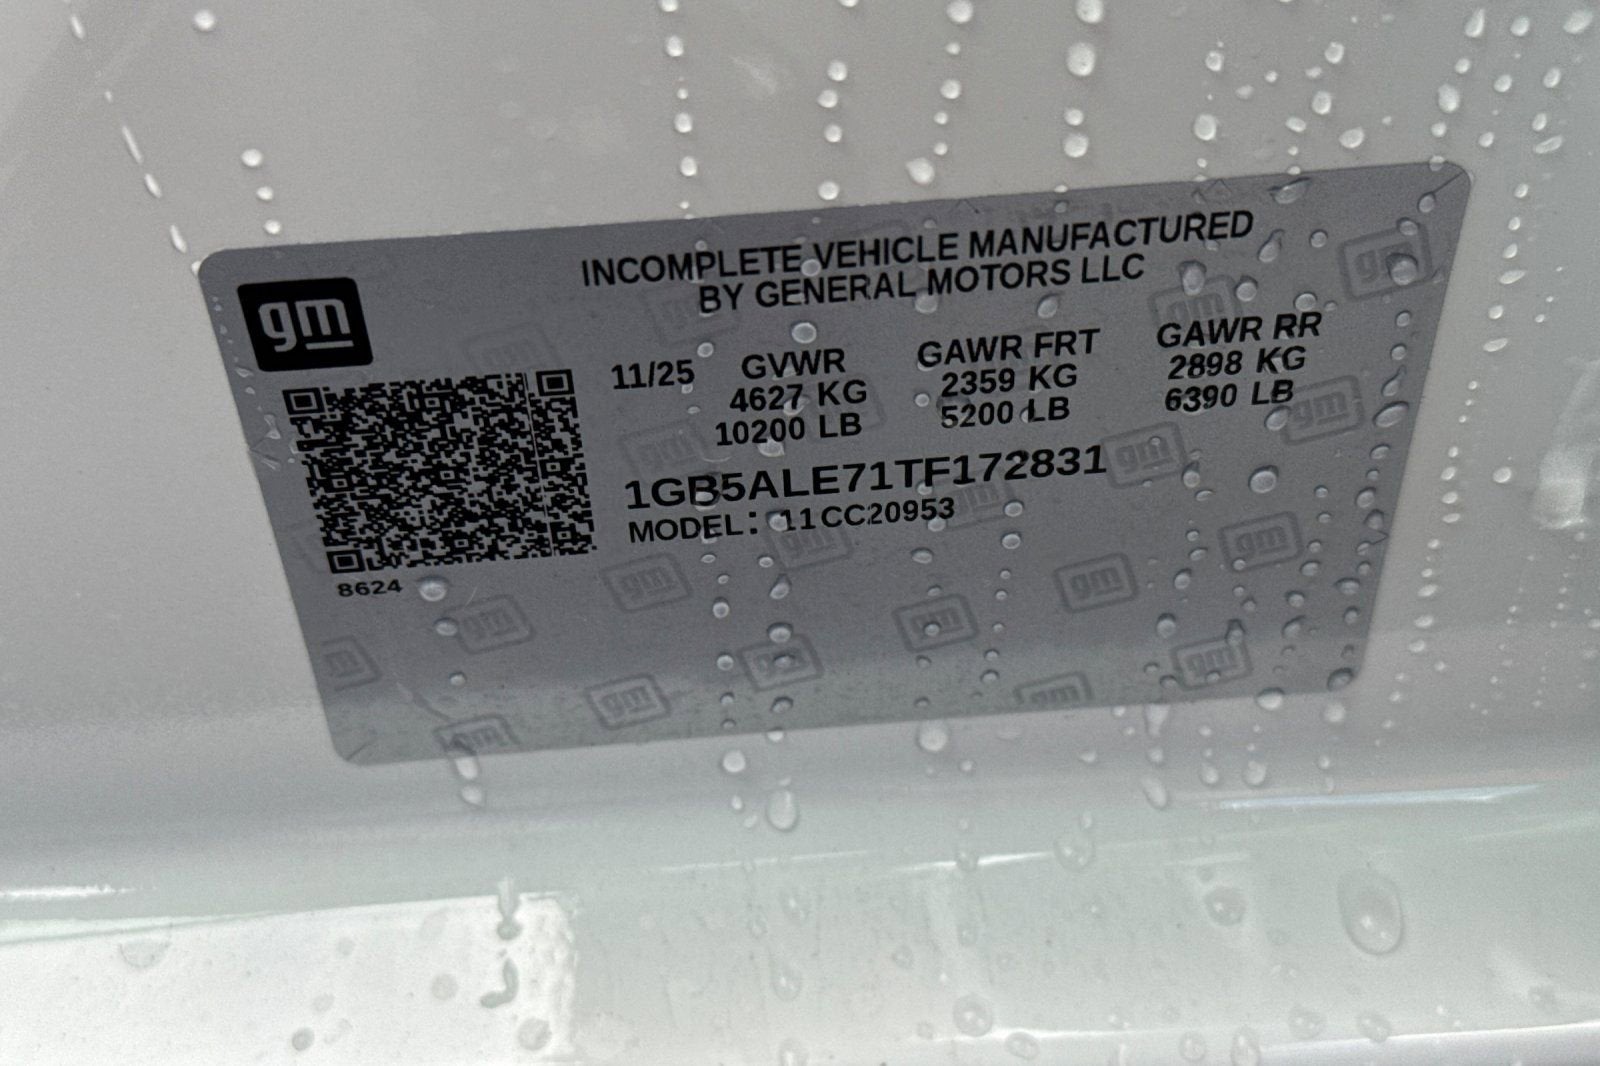 INCOMPLETE VEHICLE MANUFACTURED
BY GENERAL MOTORS LLC
gm
11/25 GVWR GAWR FRT GAWR RR
4627 KG 2359 KG 2898 KG
10200 LB 5200 LB 6390 LB
1GB5ALE71TF172831
MODEL: 11CC20953
8624